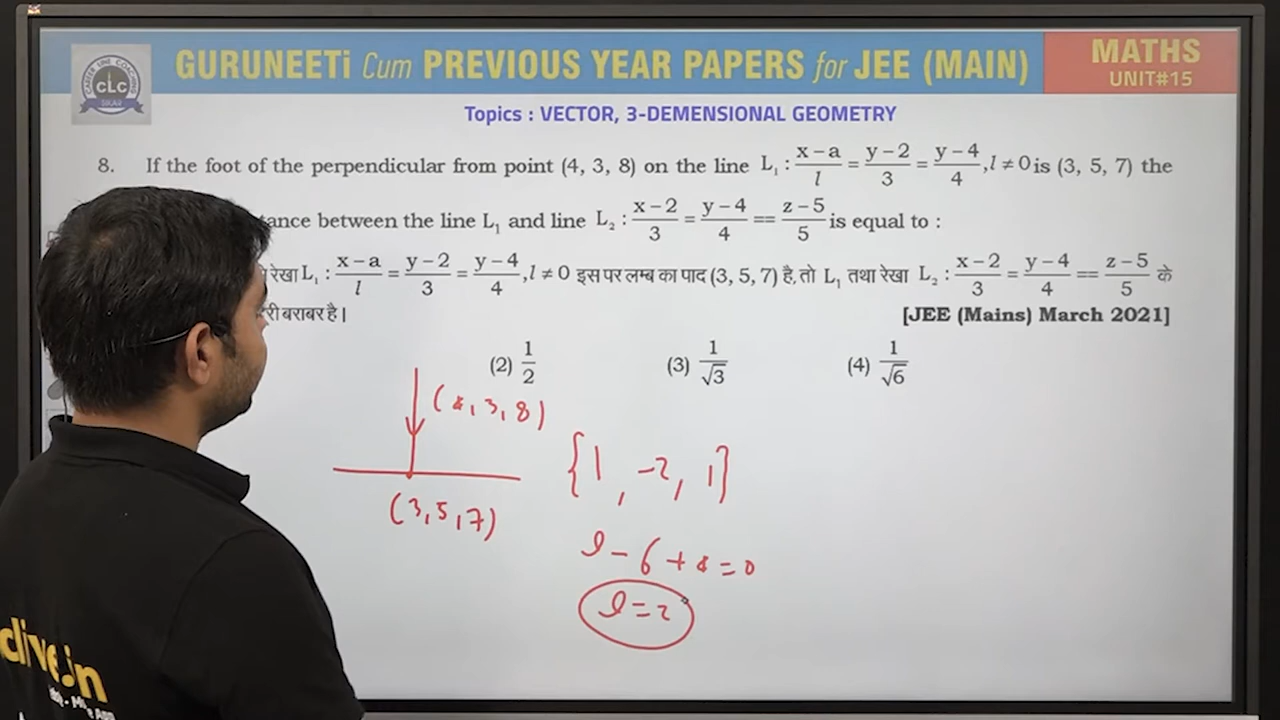 GURUNEETi Cum PREVIOUS YEAR PAPERS for JEE (MAIN)
MATHS
UNIT#15
CLC
Topics : VECTOR, 3-DEMENSIONAL GEOMETRY
8. If the foot of the perpendicular from point (4, 3, 8) on the line L₁ : x−a/l = y−2/3 = y−4/4, l ≠ 0 is (3, 5, 7) the
ance between the line L₁ and line L₂ : x−2/3 = y−4/4 == z−5/5 is equal to :
रेखा L₁ : x−a/l = y−2/3 = y−4/4, l ≠ 0 इस पर लम्ब का पाद (3, 5, 7) है, तो L₁ तथा रेखा L₂ : x−2/3 = y−4/4 == z−5/5 के
री बराबर है।
[JEE (Mains) March 2021]
(2) 1/2 (3) 1/√3 (4) 1/√6
(4, 3, 8)
{1, -2, 1}
(3, 5, 7)
l - 6 + 4 = 0
l = 2